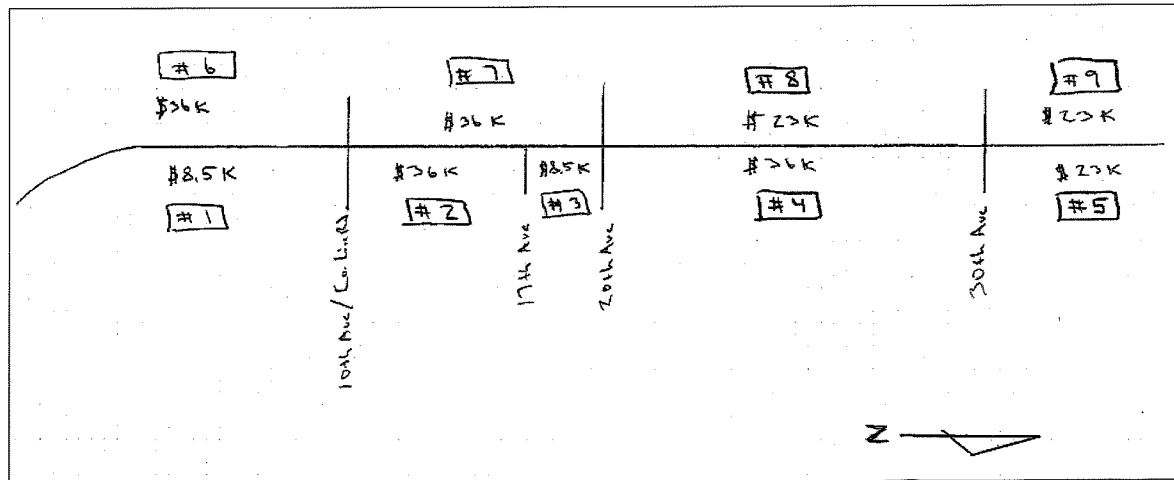 # 6
# 7
# 8
# 9
$36K
$36K
$23K
$23K
$8.5K
$36K
$8.5K
$36K
$23K
# 1
# 2
# 3
# 4
# 5
10th Ave/Co. Line Rd
17th Ave
20th Ave
30th Ave
N